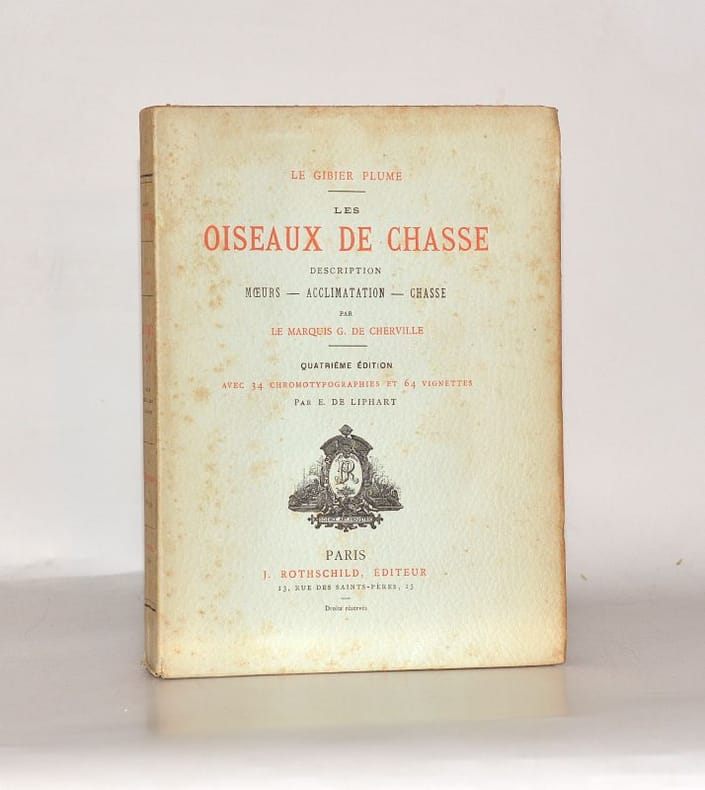 LE GIBIER PLUME
LES
OISEAUX DE CHASSE
DESCRIPTION
MŒURS — ACCLIMATATION — CHASSE
PAR
LE MARQUIS G. DE CHERVILLE
QUATRIÈME ÉDITION
AVEC 34 CHROMOTYPOGRAPHIES ET 64 VIGNETTES
PAR E. DE LIPHART
JR
PARIS
J. ROTHSCHILD, ÉDITEUR
13, RUE DES SAINTS-PÈRES, 13
Droits réservés